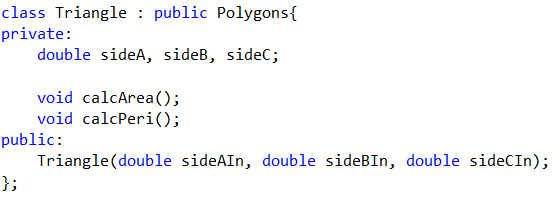 class Triangle : public Polygons{
private:
    double sideA, sideB, sideC;

    void calcArea();
    void calcPeri();
public:
    Triangle(double sideAIn, double sideBIn, double sideCIn);
};